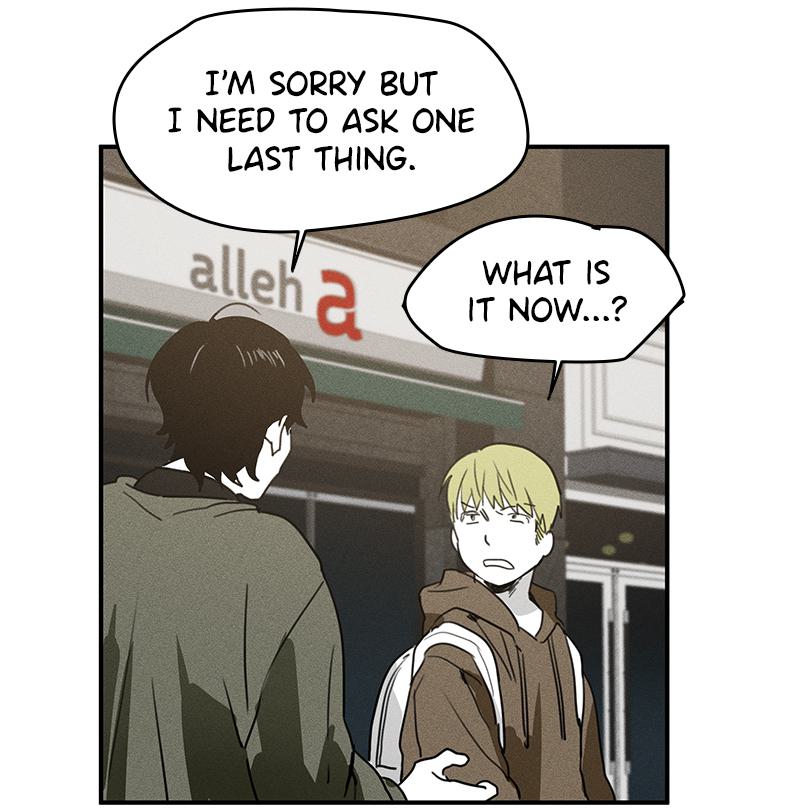 I'M SORRY BUT
I NEED TO ASK ONE
LAST THING.
alleh a
WHAT IS
IT NOW...?